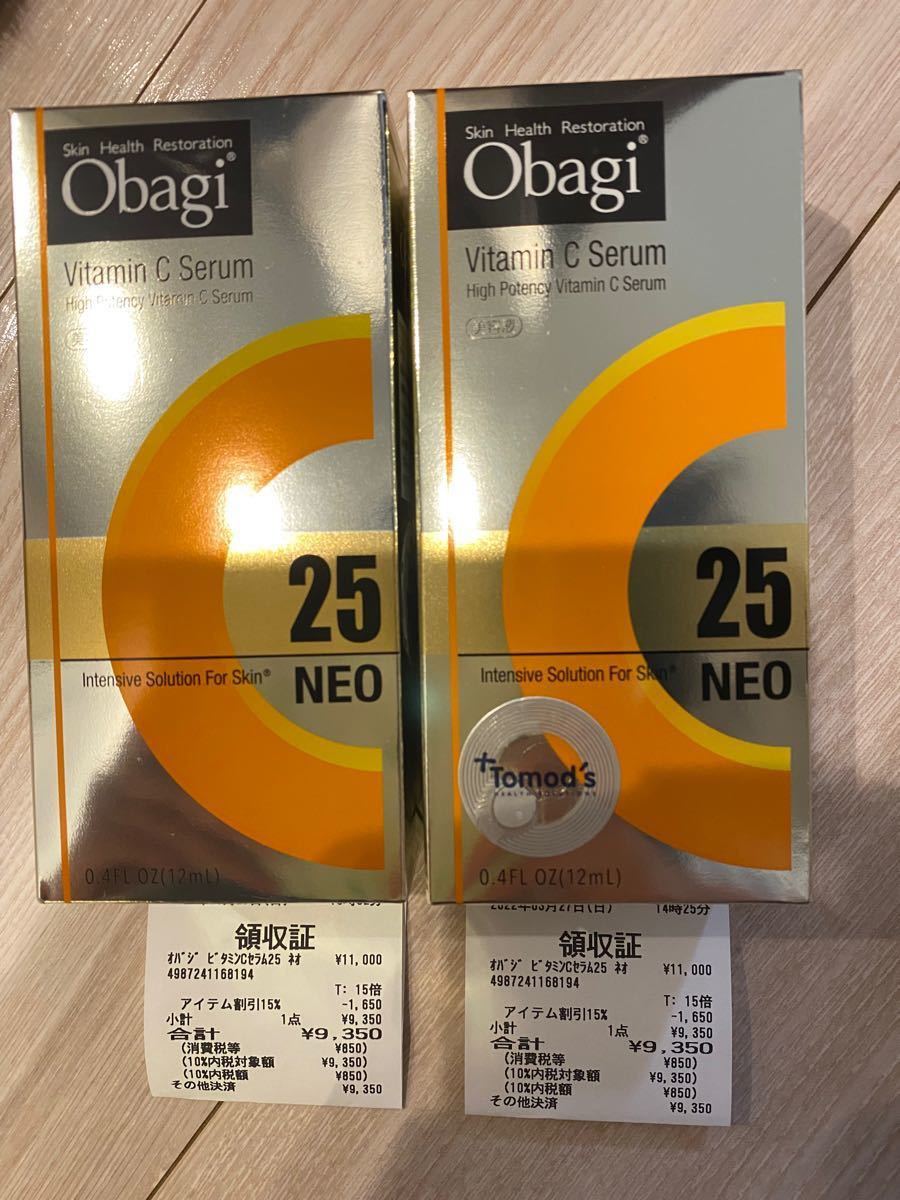 Skin Health Restoration
Obagi®
Vitamin C Serum
High Potency Vitamin C Serum
美
25
Intensive Solution For Skin®
NEO
0.4FL OZ(12mL)
Skin Health Restoration
Obagi®
Vitamin C Serum
High Potency Vitamin C Serum
美容液
25
Intensive Solution For Skin®
NEO
+Tomod's
HEALTH SOLUTIONS
0.4FL OZ(12mL)
領収証
オバジ ビタミンCセラム25 ネオ ¥11,000
4987241168194
T: 15倍
アイテム割引15% -1,650
小計 1点 ¥9,350
合計 ¥9,350
(消費税等 ¥850)
(10%内税対象額 ¥9,350)
(10%内税額 ¥850)
その他決済 ¥9,350
2022年03月27日(日) 14時25分
領収証
オバジ ビタミンCセラム25 ネオ ¥11,000
4987241168194
T: 15倍
アイテム割引15% -1,650
小計 1点 ¥9,350
合計 ¥9,350
(消費税等 ¥850)
(10%内税対象額 ¥9,350)
(10%内税額 ¥850)
その他決済 ¥9,350